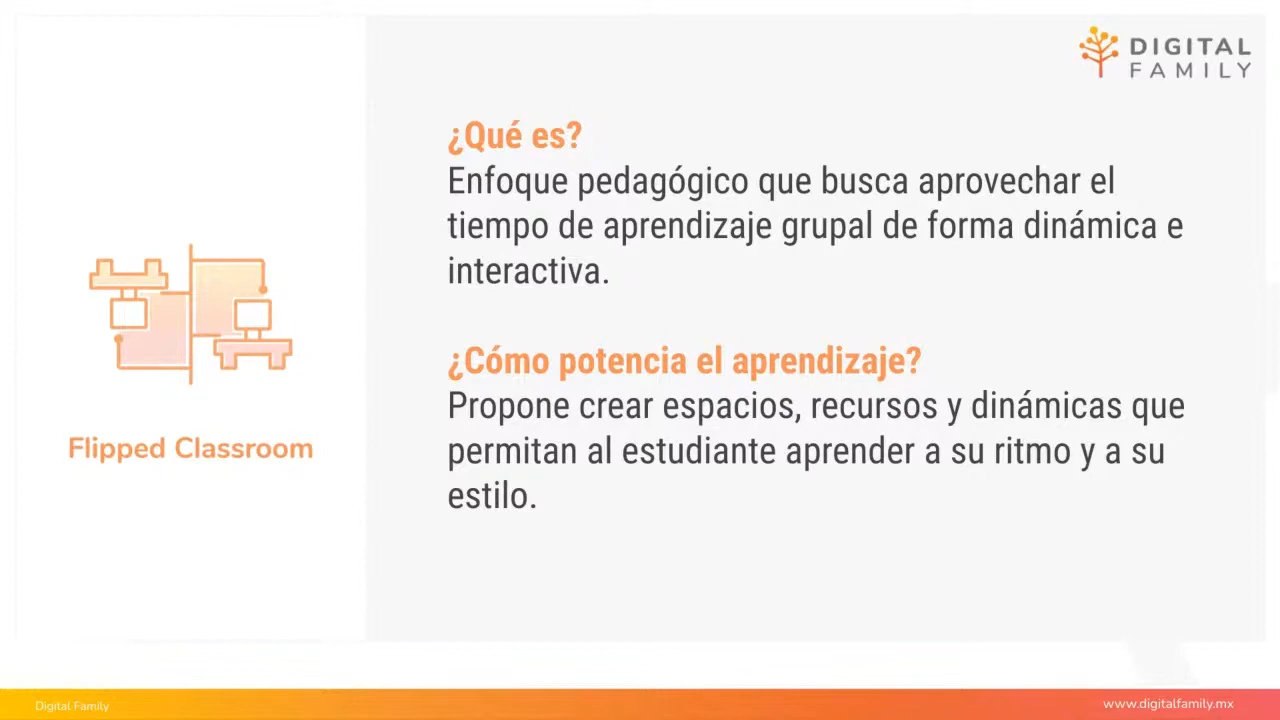 DIGITAL
FAMILY
¿Qué es?
Enfoque pedagógico que busca aprovechar el
tiempo de aprendizaje grupal de forma dinámica e
interactiva.
¿Cómo potencia el aprendizaje?
Propone crear espacios, recursos y dinámicas que
permitan al estudiante aprender a su ritmo y a su
estilo.
Flipped Classroom
Digital Family
www.digitalfamily.mx